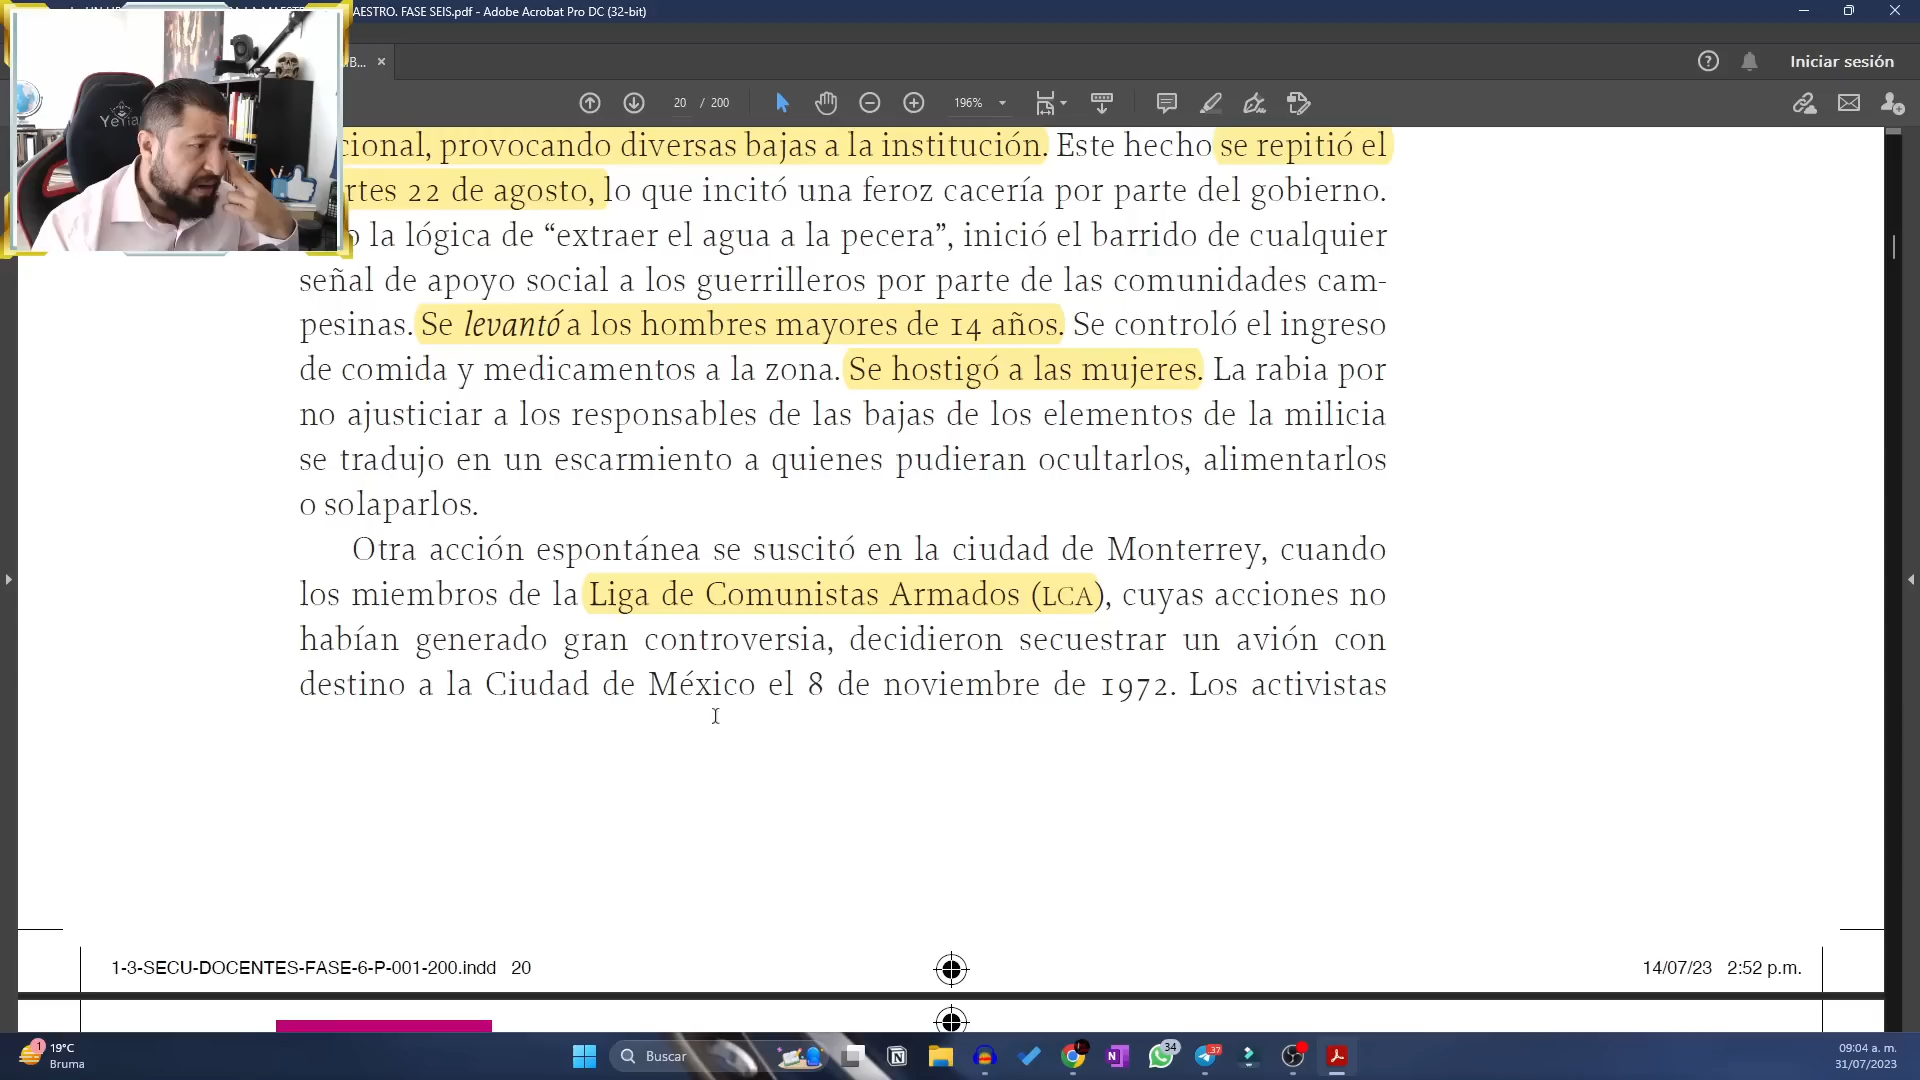 AESTRO. FASE SEIS.pdf - Adobe Acrobat Pro DC (32-bit)
B...
Iniciar sesión
20 / 200
196%
cional, provocando diversas bajas a la institución. Este hecho se repitió el
rtes 22 de agosto, lo que incitó una feroz cacería por parte del gobierno.
o la lógica de “extraer el agua a la pecera”, inició el barrido de cualquier
señal de apoyo social a los guerrilleros por parte de las comunidades cam-
pesinas. Se levantó a los hombres mayores de 14 años. Se controló el ingreso
de comida y medicamentos a la zona. Se hostigó a las mujeres. La rabia por
no ajusticiar a los responsables de las bajas de los elementos de la milicia
se tradujo en un escarmiento a quienes pudieran ocultarlos, alimentarlos
o solaparlos.
Otra acción espontánea se suscitó en la ciudad de Monterrey, cuando
los miembros de la Liga de Comunistas Armados (LCA), cuyas acciones no
habían generado gran controversia, decidieron secuestrar un avión con
destino a la Ciudad de México el 8 de noviembre de 1972. Los activistas
1-3-SECU-DOCENTES-FASE-6-P-001-200.indd 20
14/07/23 2:52 p.m.
1
19°C
Bruma
Buscar
34
37
09:04 a. m.
31/07/2023